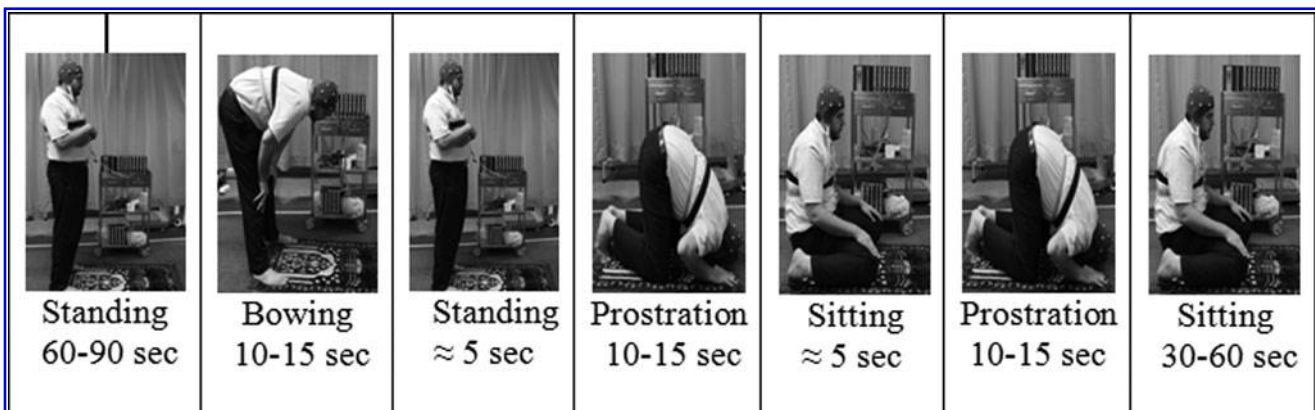 Standing
60-90 sec
Bowing
10-15 sec
Standing
≈ 5 sec
Prostration
10-15 sec
Sitting
≈ 5 sec
Prostration
10-15 sec
Sitting
30-60 sec